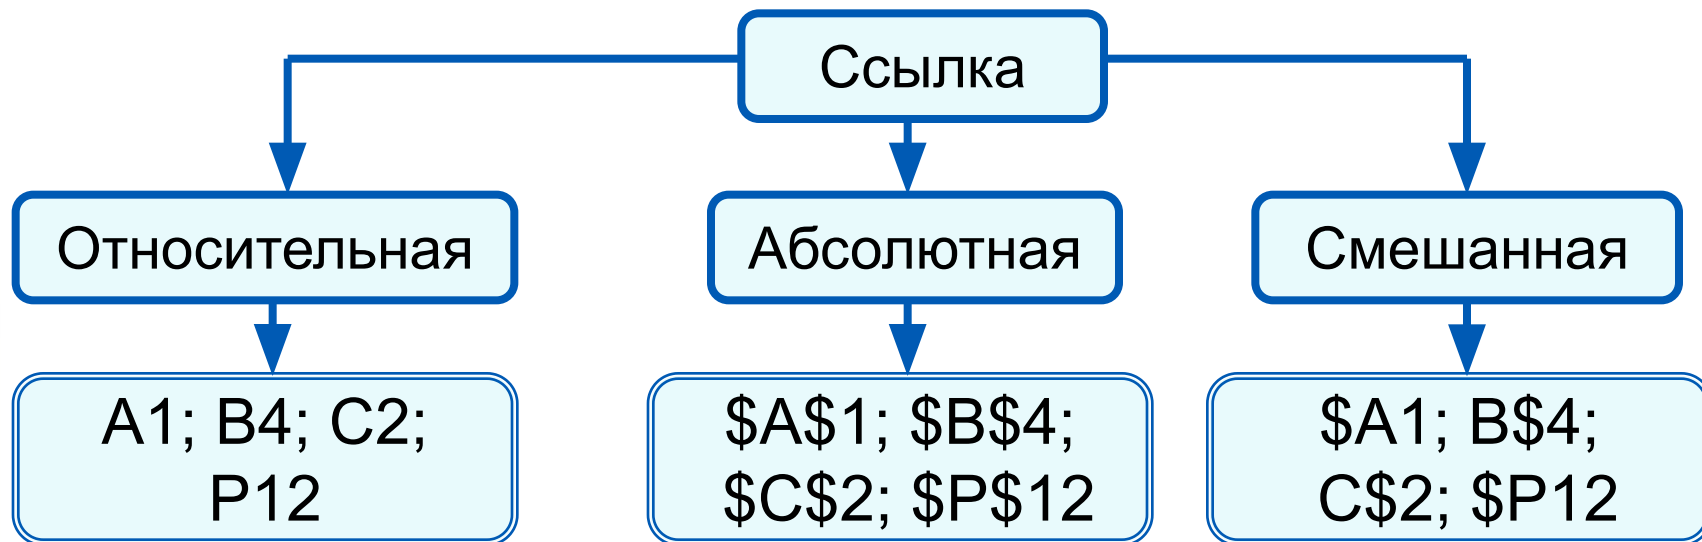 Ссылка
Относительная
Абсолютная
Смешанная
A1; B4; C2;
P12
$A$1; $B$4;
$C$2; $P$12
$A1; B$4;
C$2; $P12